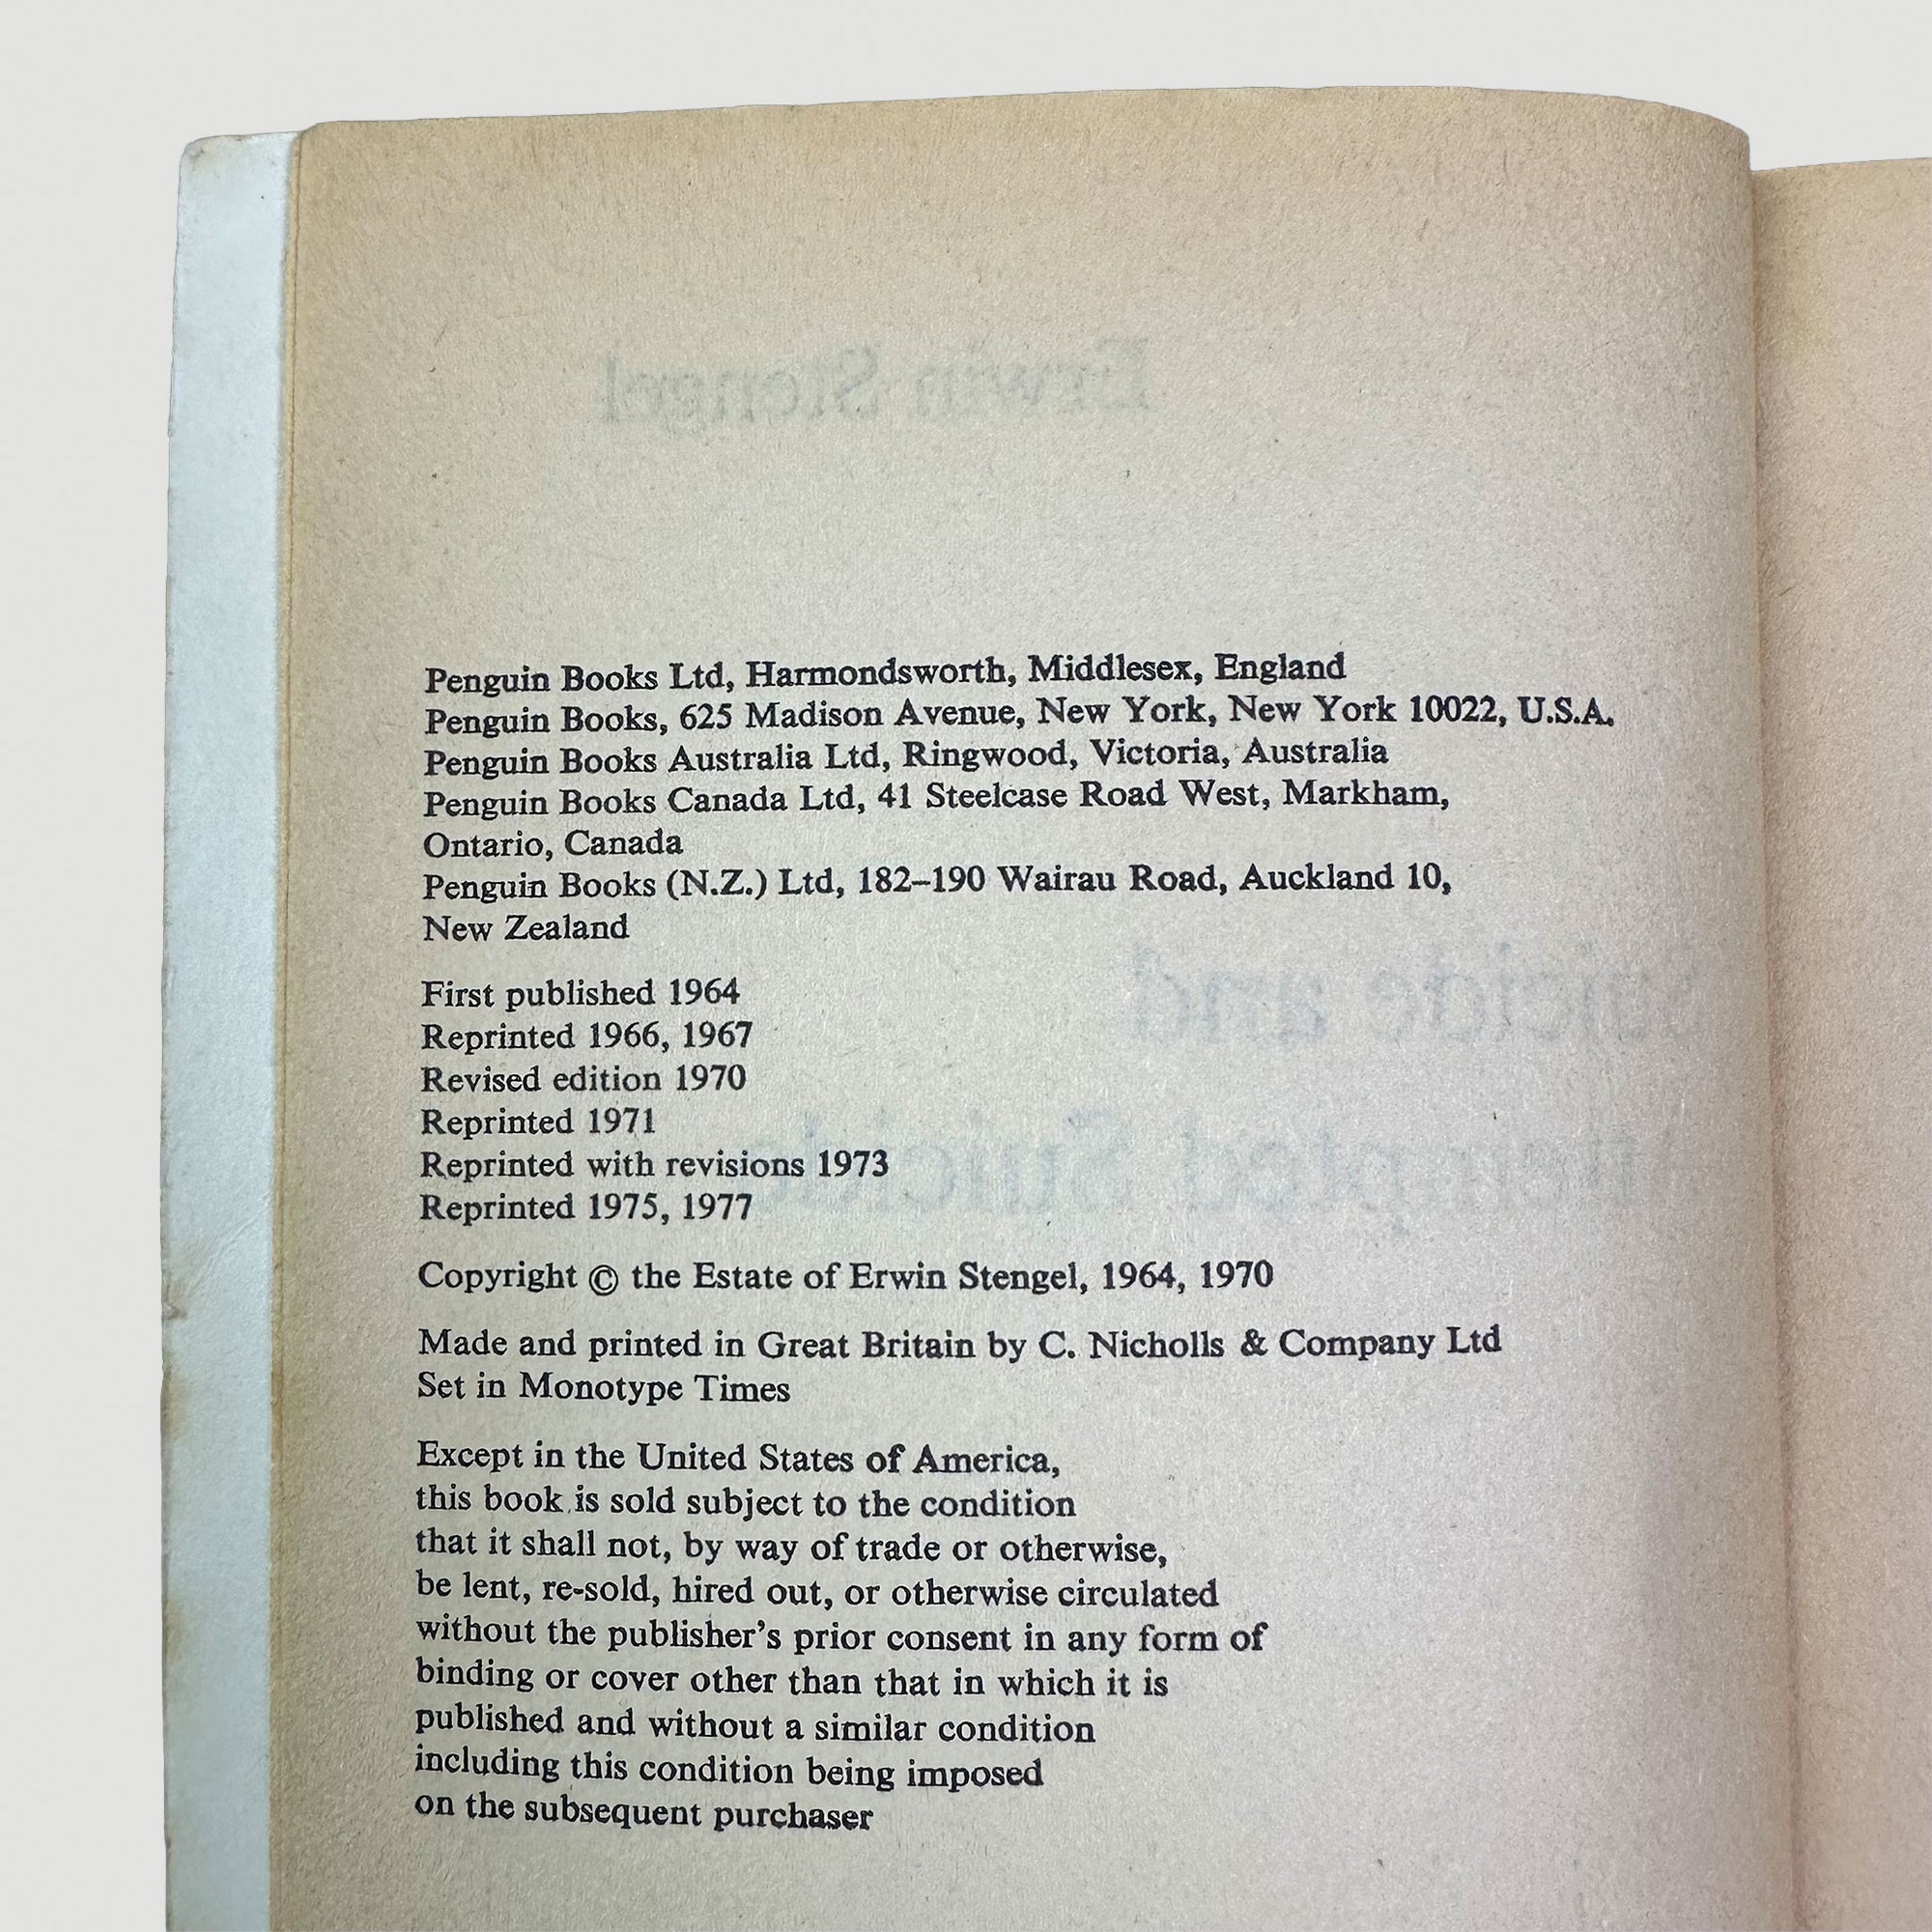 Erwin Stengel
Penguin Books Ltd, Harmondsworth, Middlesex, England
Penguin Books, 625 Madison Avenue, New York, New York 10022, U.S.A.
Penguin Books Australia Ltd, Ringwood, Victoria, Australia
Penguin Books Canada Ltd, 41 Steelcase Road West, Markham,
Ontario, Canada
Penguin Books (N.Z.) Ltd, 182–190 Wairau Road, Auckland 10,
New Zealand
Suicide and
First published 1964
Reprinted 1966, 1967
Revised edition 1970
Reprinted 1971
Attempted Suicide
Reprinted with revisions 1973
Reprinted 1975, 1977
Copyright © the Estate of Erwin Stengel, 1964, 1970
Made and printed in Great Britain by C. Nicholls & Company Ltd
Set in Monotype Times
Except in the United States of America,
this book is sold subject to the condition
that it shall not, by way of trade or otherwise,
be lent, re-sold, hired out, or otherwise circulated
without the publisher's prior consent in any form of
binding or cover other than that in which it is
published and without a similar condition
including this condition being imposed
on the subsequent purchaser